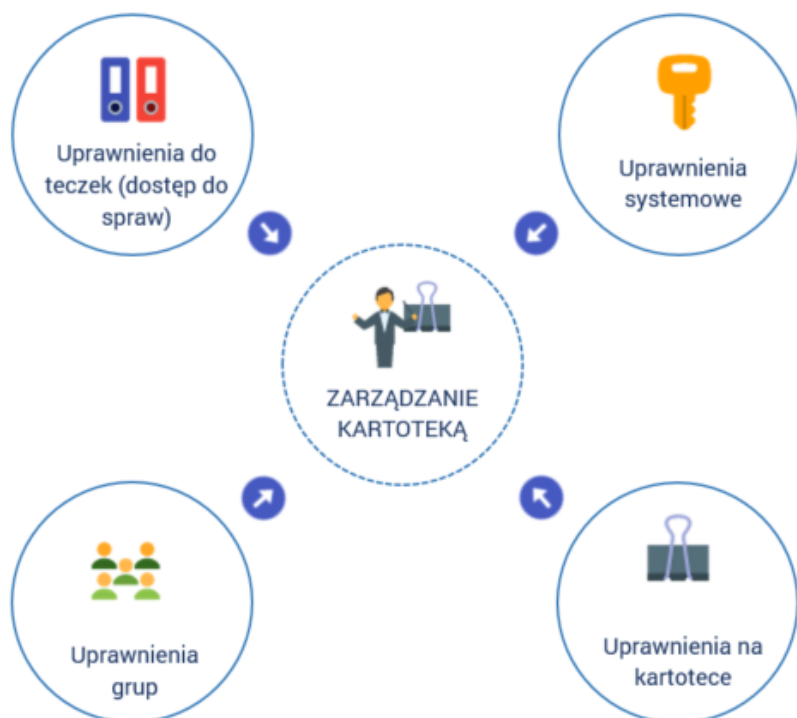 Uprawnienia do
teczek (dostęp do
spraw)
Uprawnienia
systemowe
ZARZĄDZANIE
KARTOTEKĄ
Uprawnienia
grup
Uprawnienia na
kartotece